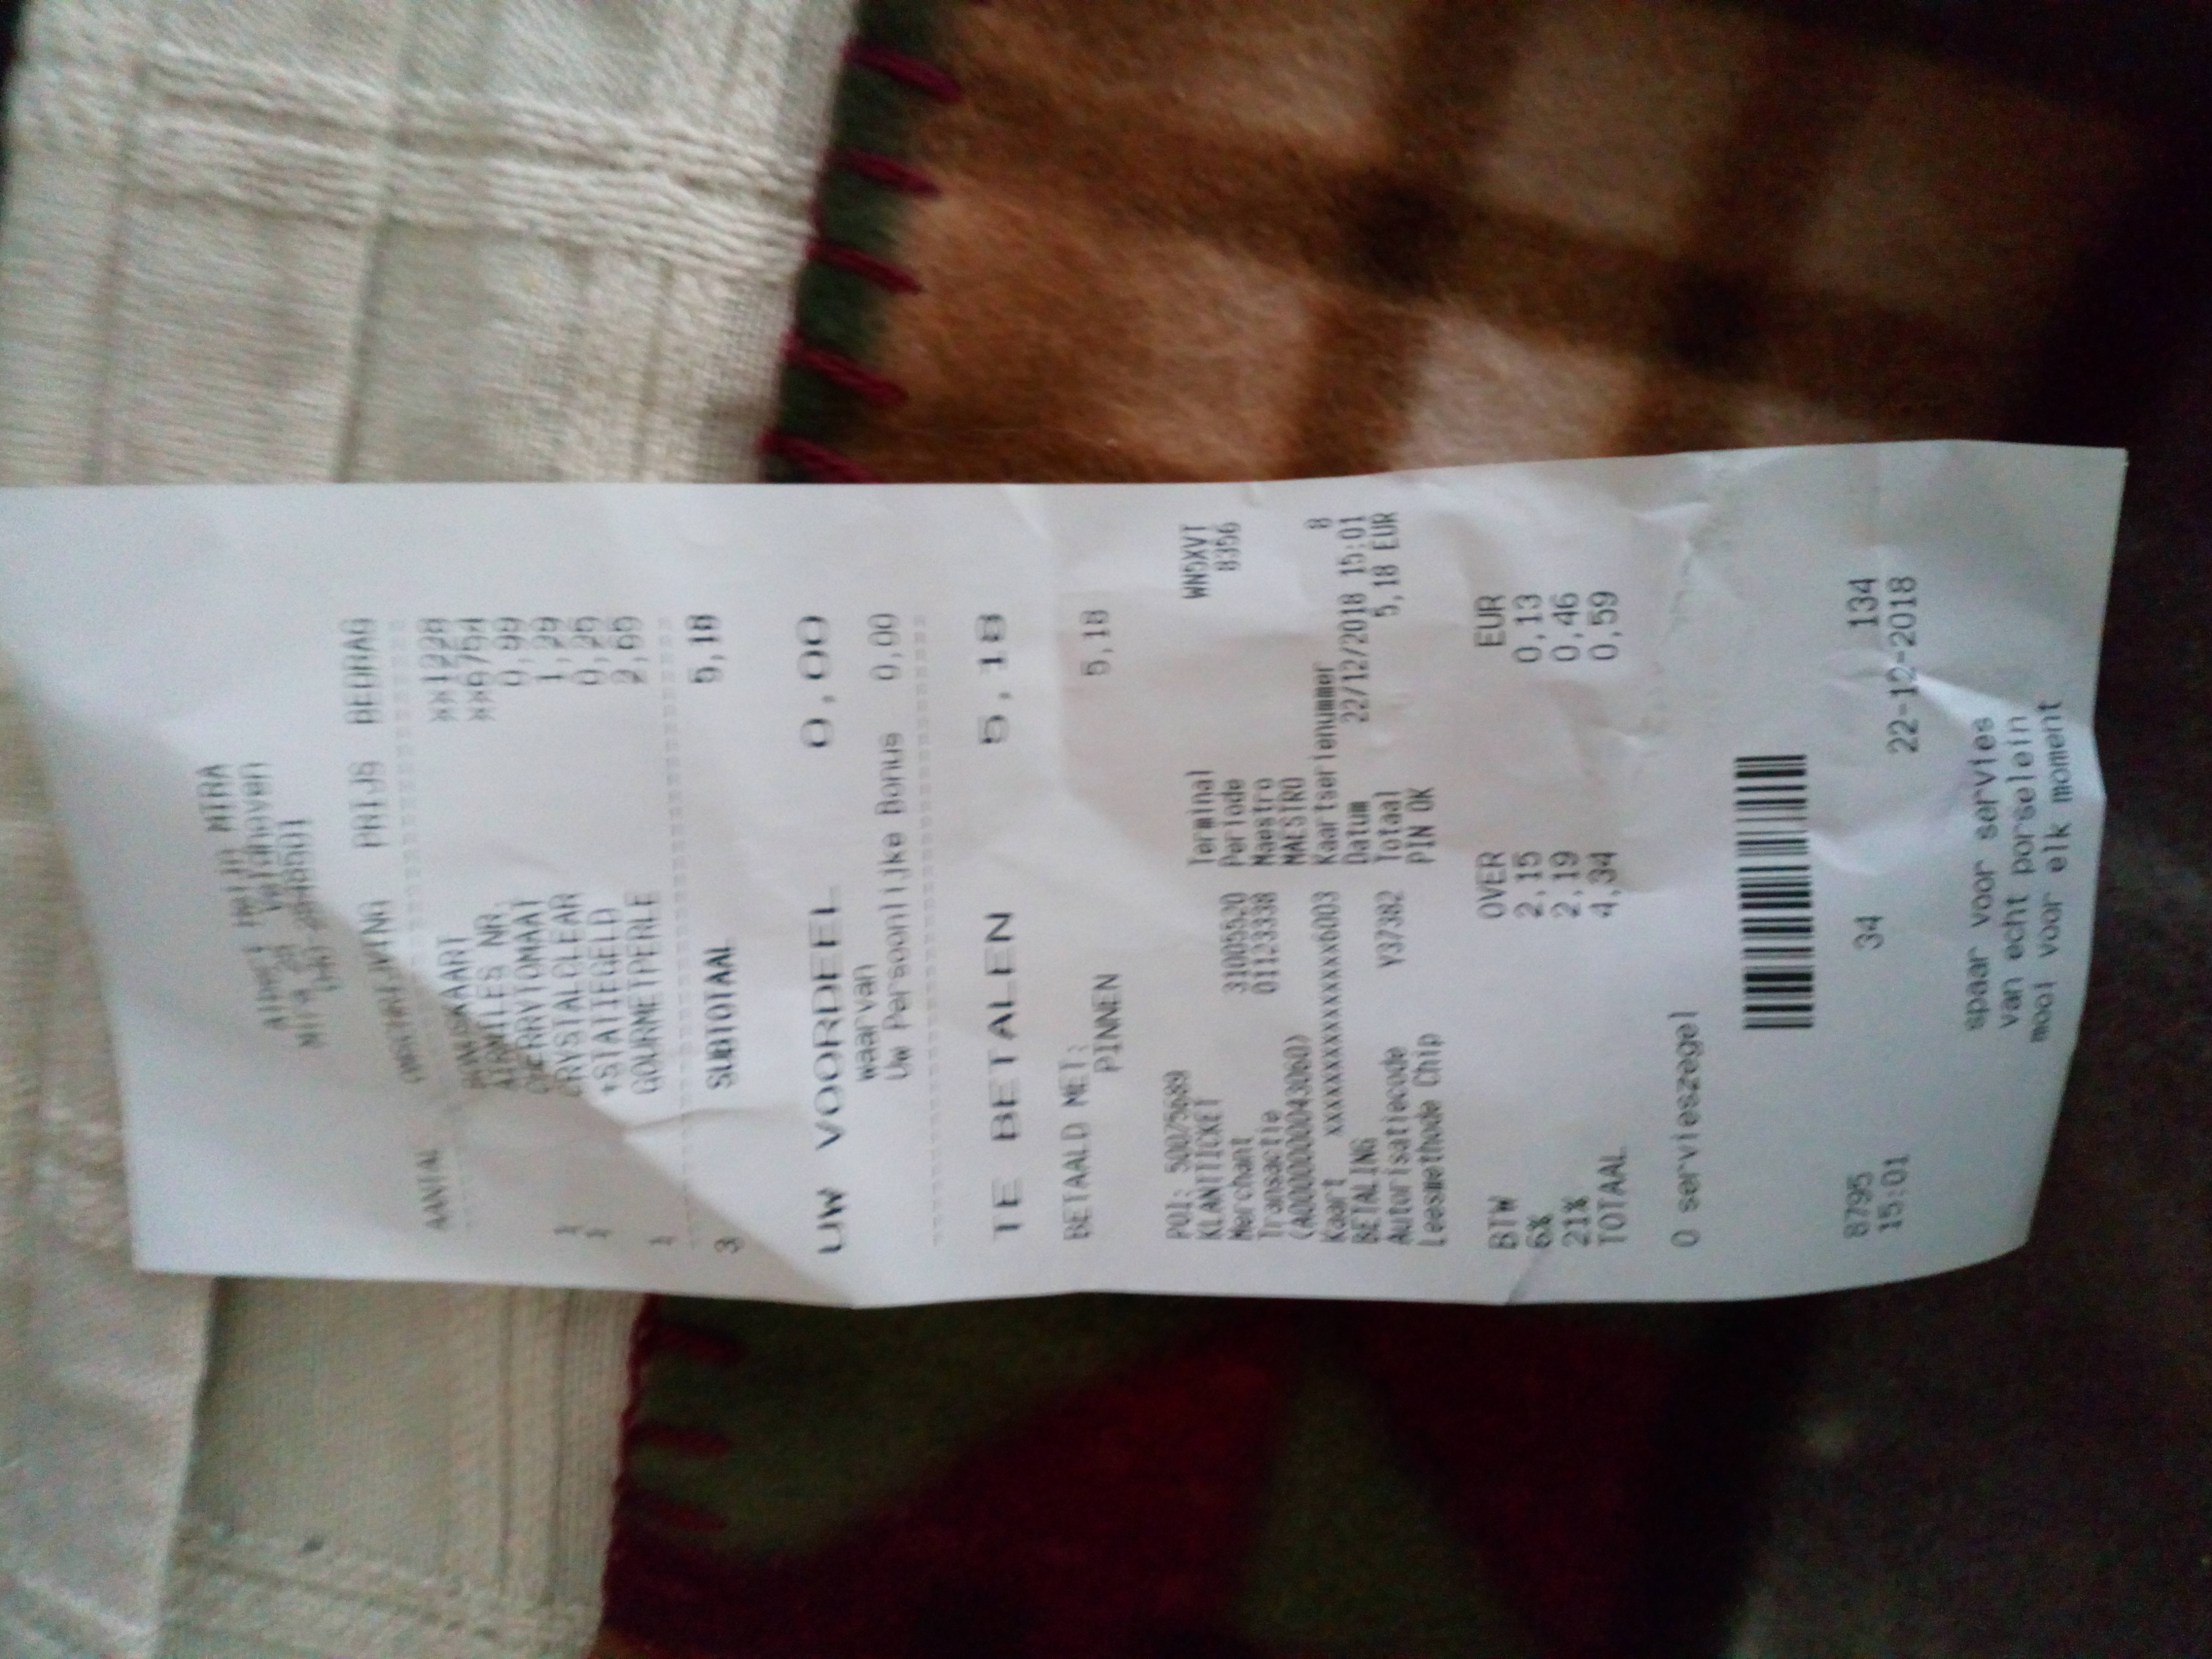 Albert Heijn MIRA
Mira 28 Veldhoven
040-2848501
AANTAL OMSCHRIJVING PRIJS BEDRAG
BONUSKAART xx1228
AIRMILES NR. xx6754
1 CHERRYTOMAAT 0,99
1 CRYSTALCLEAR 1,29
+STATIEGELD 0,25
1 GOURMETPERLE 2,65
3 SUBTOTAAL 5,18
UW VOORDEEL 0,00
waarvan
Uw Persoonlijke Bonus 0,00
TE BETALEN 5,18
BETAALD MET:
PINNEN 5,18
POI: 50075689
KLANTTICKET Terminal WN5XVT
Merchant 31005520 Periode 8356
Transactie 01123338 Maestro
(A0000000043060) MAESTRO
Kaart xxxxxxxxxxxxxxx6003 Kaartserienummer 8
BETALING Datum 22/12/2018 15:01
Autorisatiecode Y37382 Totaal 5,18 EUR
Leesmethode Chip PIN OK
BTW OVER EUR
6% 2,15 0,13
21% 2,19 0,46
TOTAAL 4,34 0,59
0 servieszegel
8795 34 134
15:01 22-12-2018
spaar voor servies
van echt porselein
mooi voor elk moment